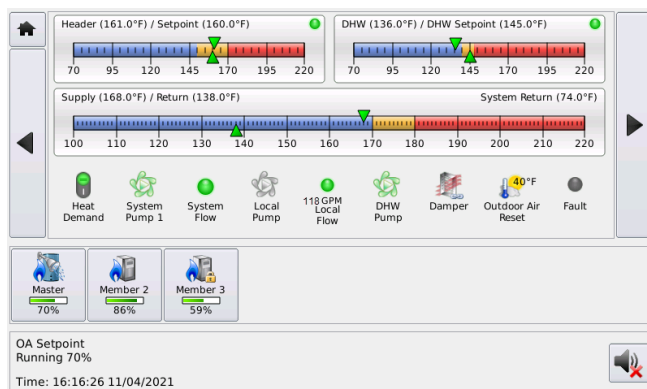 Header (161.0°F) / Setpoint (160.0°F)
70 95 120 145 170 195 220
DHW (136.0°F) / DHW Setpoint (145.0°F)
70 95 120 145 170 195 220
Supply (168.0°F) / Return (138.0°F) System Return (74.0°F)
100 110 120 130 140 150 160 170 180 190 200 210 220
Heat
Demand
System
Pump 1
System
Flow
Local
Pump
118 GPM
Local
Flow
DHW
Pump
Damper
40°F
Outdoor Air
Reset
Fault
Master
70%
Member 2
86%
Member 3
59%
OA Setpoint
Running 70%
Time: 16:16:26 11/04/2021